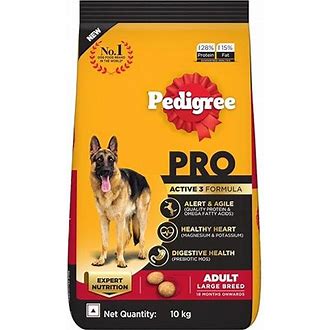 NEW
No.1
DOG FOOD BRAND
IN THE WORLD*
28% Protein
15% Fat
Pedigree
PRO
ACTIVE 3 FORMULA
ALERT & AGILE
(QUALITY PROTEIN &
OMEGA FATTY ACIDS)
HEALTHY HEART
(MAGNESIUM & POTASSIUM)
DIGESTIVE HEALTH
(PREBIOTIC MOS)
EXPERT
NUTRITION
ADULT
LARGE BREED
18 MONTHS ONWARDS
Net Quantity: 10 kg